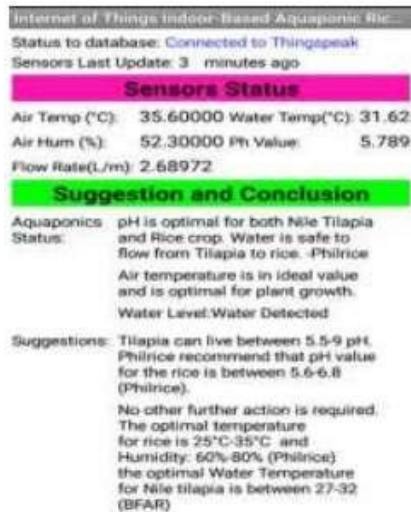 Internet of Things Indoor-Based Aquaponic Ric...
Status to database: Connected to Thingspeak
Sensors Last Update: 3 minutes ago
Sensors Status
Air Temp (°C): 35.60000 Water Temp(°C): 31.62
Air Hum (%): 52.30000 Ph Value: 5.789
Flow Rate(L/m): 2.68972
Suggestion and Conclusion
Aquaponics Status: pH is optimal for both Nile Tilapia
and Rice crop. Water is safe to
flow from Tilapia to rice. -Philrice
Air temperature is in ideal value
and is optimal for plant growth.
Water Level:Water Detected
Suggestions: Tilapia can live between 5.5-9 pH.
Philrice recommend that pH value
for the rice is between 5.6-6.8
(Philrice).
No other further action is required.
The optimal temperature
for rice is 25°C-35°C and
Humidity: 60%-80% (Philrice)
the optimal Water Temperature
for Nile tilapia is between 27-32
(BFAR)